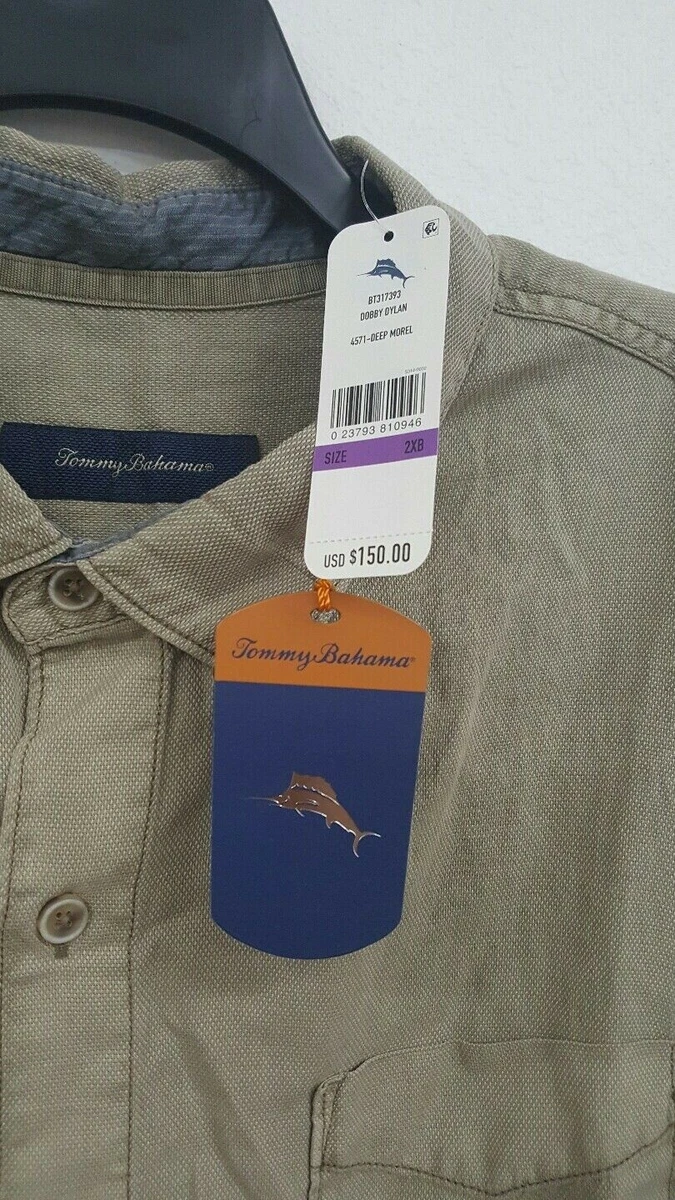 BT317393
DOBBY DYLAN
4571-DEEP MOREL
0 23793 810946
SIZE 2XB
USD $150.00
Tommy Bahama®
Tommy Bahama®